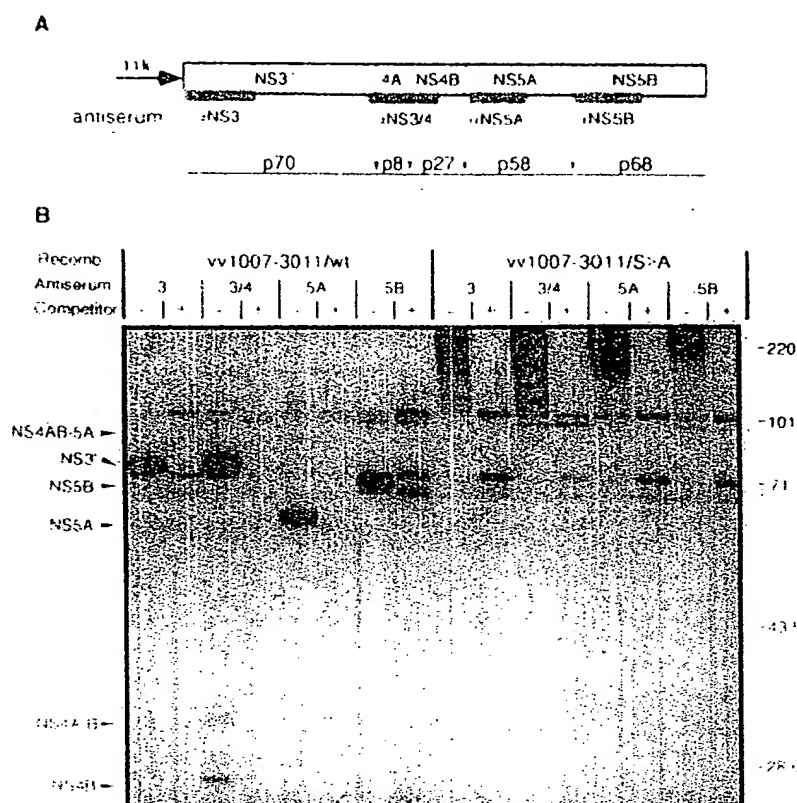 A
11k
NS3'
4A NS4B NS5A NS5B
antiserum
NS3 NS3/4 NS5A NS5B
p70 p8 p27 p58 p68
B
Recomb vv1007-3011/wt vv1007-3011/S>A
Antiserum 3 3/4 5A 5B 3 3/4 5A 5B
Competitor - + - + - + - + - + - + - + - +
-220
-101
NS4AB-5A
NS3'
NS5B
-71
NS5A
-43
NS4A-B
-28
NS4B